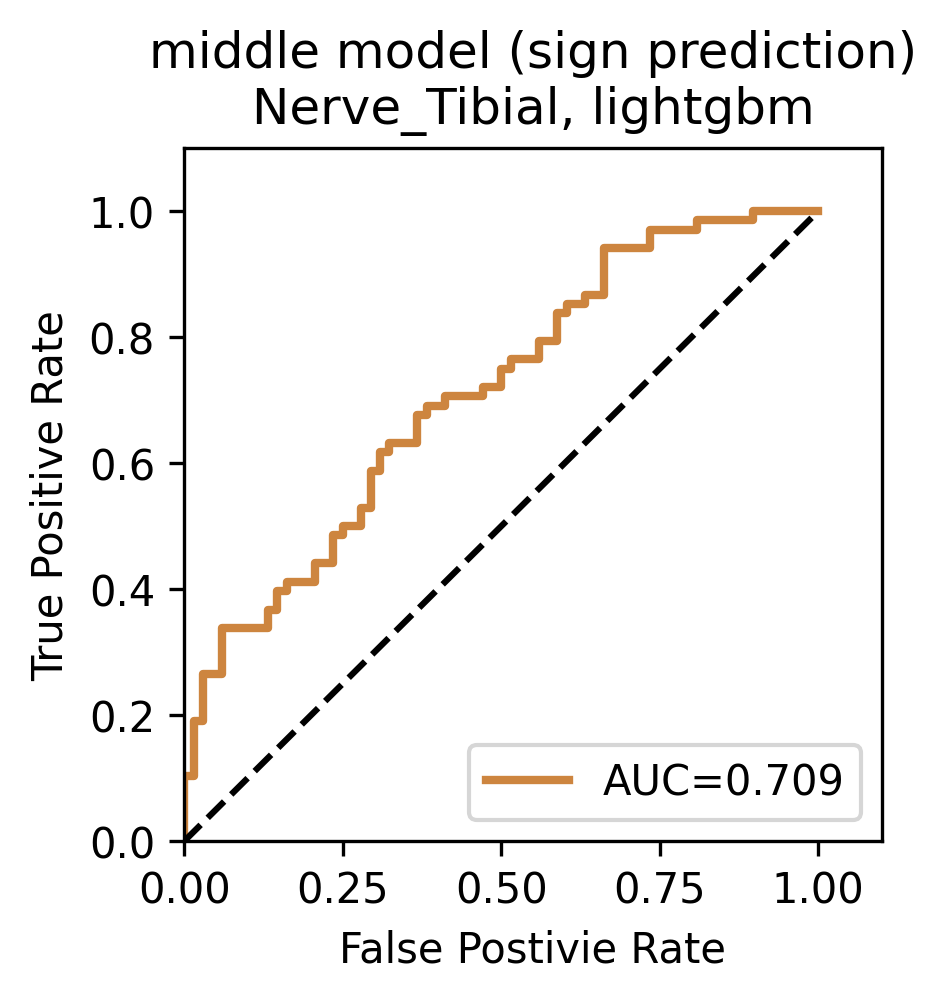 middle model (sign prediction)
Nerve_Tibial, lightgbm
1.0
0.8
0.6
0.4
0.2
0.0
True Positive Rate
AUC=0.709
0.00 0.25 0.50 0.75 1.00
False Postivie Rate